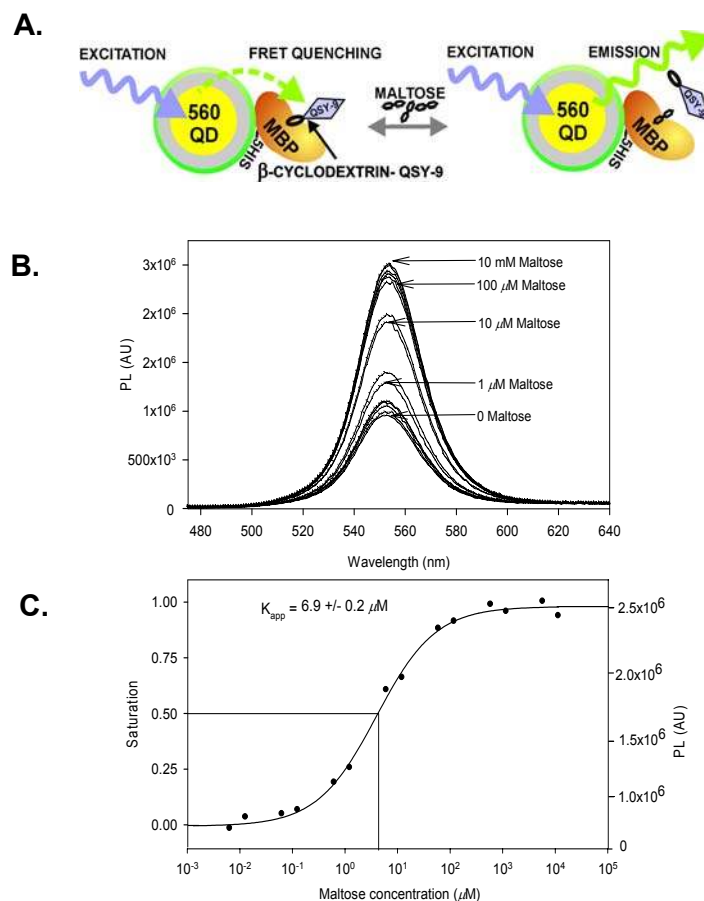 A.
EXCITATION
FRET QUENCHING
560
QD
5HIS
MBP
QSY-9
β-CYCLODEXTRIN- QSY-9
MALTOSE
EXCITATION
EMISSION
560
QD
5HIS
MBP
QSY-9
B.
PL (AU)
3x10⁶
2x10⁶
2x10⁶
1x10⁶
500x10³
0
10 mM Maltose
100 μM Maltose
10 μM Maltose
1 μM Maltose
0 Maltose
480 500 520 540 560 580 600 620 640
Wavelength (nm)
C.
Kapp = 6.9 +/- 0.2 μM
Saturation
1.00
0.75
0.50
0.25
0.00
2.5x10⁶
2.0x10⁶
1.5x10⁶
1.0x10⁶
0
PL (AU)
10⁻³ 10⁻² 10⁻¹ 10⁰ 10¹ 10² 10³ 10⁴ 10⁵
Maltose concentration (μM)